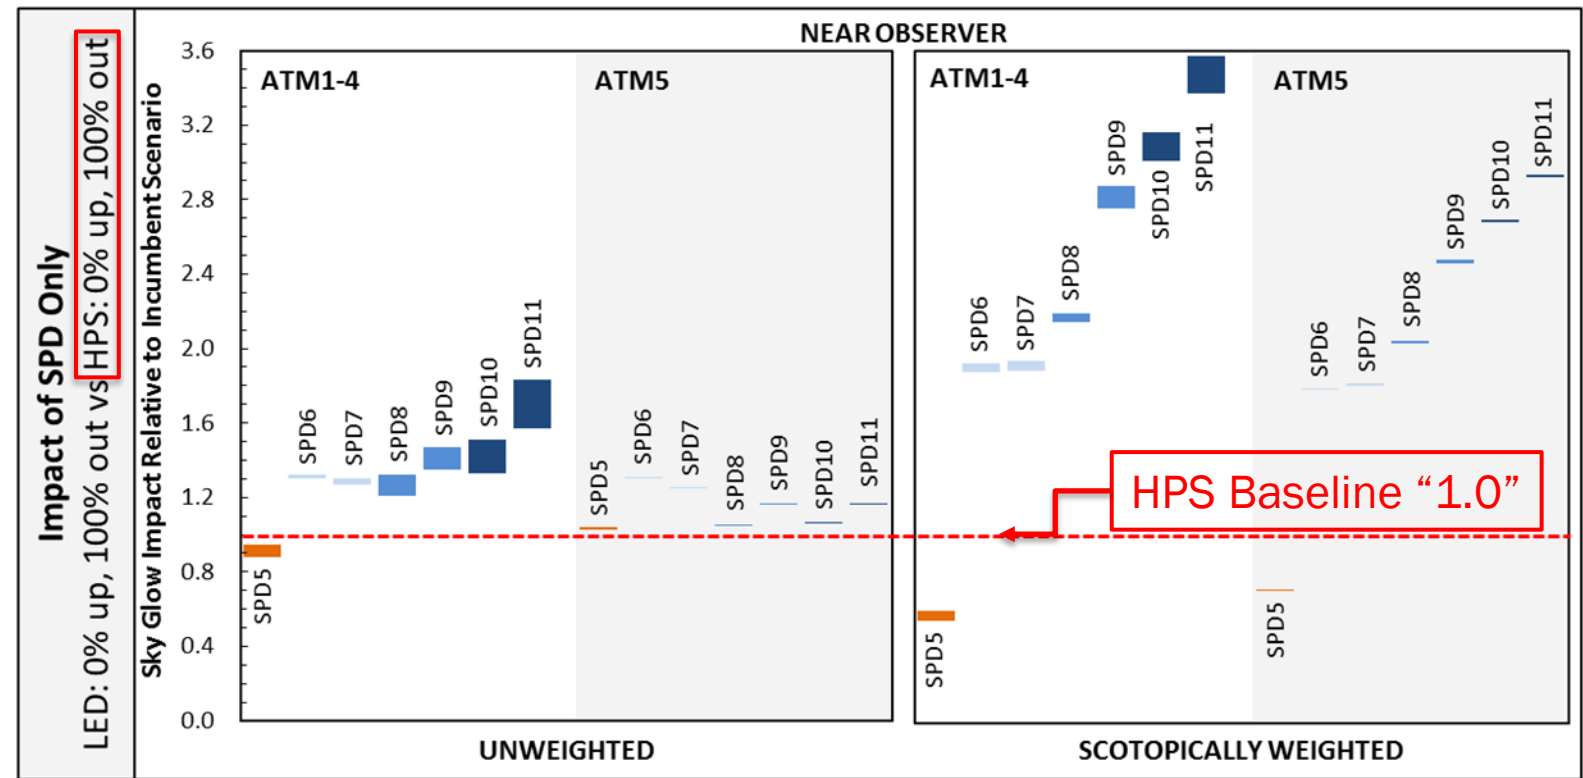 Impact of SPD Only
LED: 0% up, 100% out vs HPS: 0% up, 100% out
Sky Glow Impact Relative to Incumbent Scenario
NEAR OBSERVER
3.6
3.2
2.8
2.4
2.0
1.6
1.2
0.8
0.4
0.0
ATM1-4
SPD5
SPD6
SPD7
SPD8
SPD9
SPD10
SPD11
ATM5
SPD5
SPD6
SPD7
SPD8
SPD9
SPD10
SPD11
UNWEIGHTED
ATM1-4
SPD5
SPD6
SPD7
SPD8
SPD9
SPD10
SPD11
ATM5
SPD5
SPD6
SPD7
SPD8
SPD9
SPD10
SPD11
HPS Baseline “1.0”
SCOTOPICALLY WEIGHTED